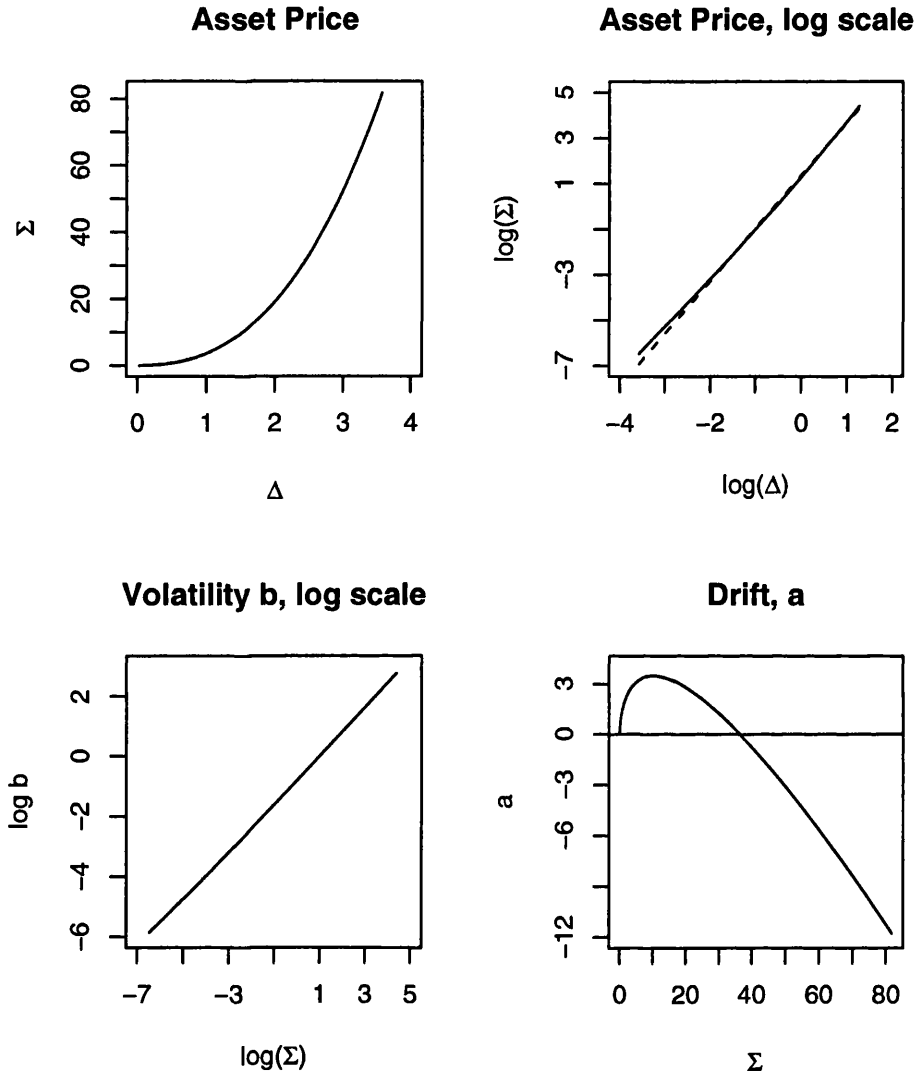 Asset Price
Σ
80
60
40
20
0
0 1 2 3 4
Δ
Asset Price, log scale
log(Σ)
5
3
1
−3
−7
−4 −2 0 1 2
log(Δ)
Volatility b, log scale
log b
2
0
−2
−4
−6
−7 −3 1 3 5
log(Σ)
Drift, a
a
3
0
−3
−6
−12
0 20 40 60 80
Σ